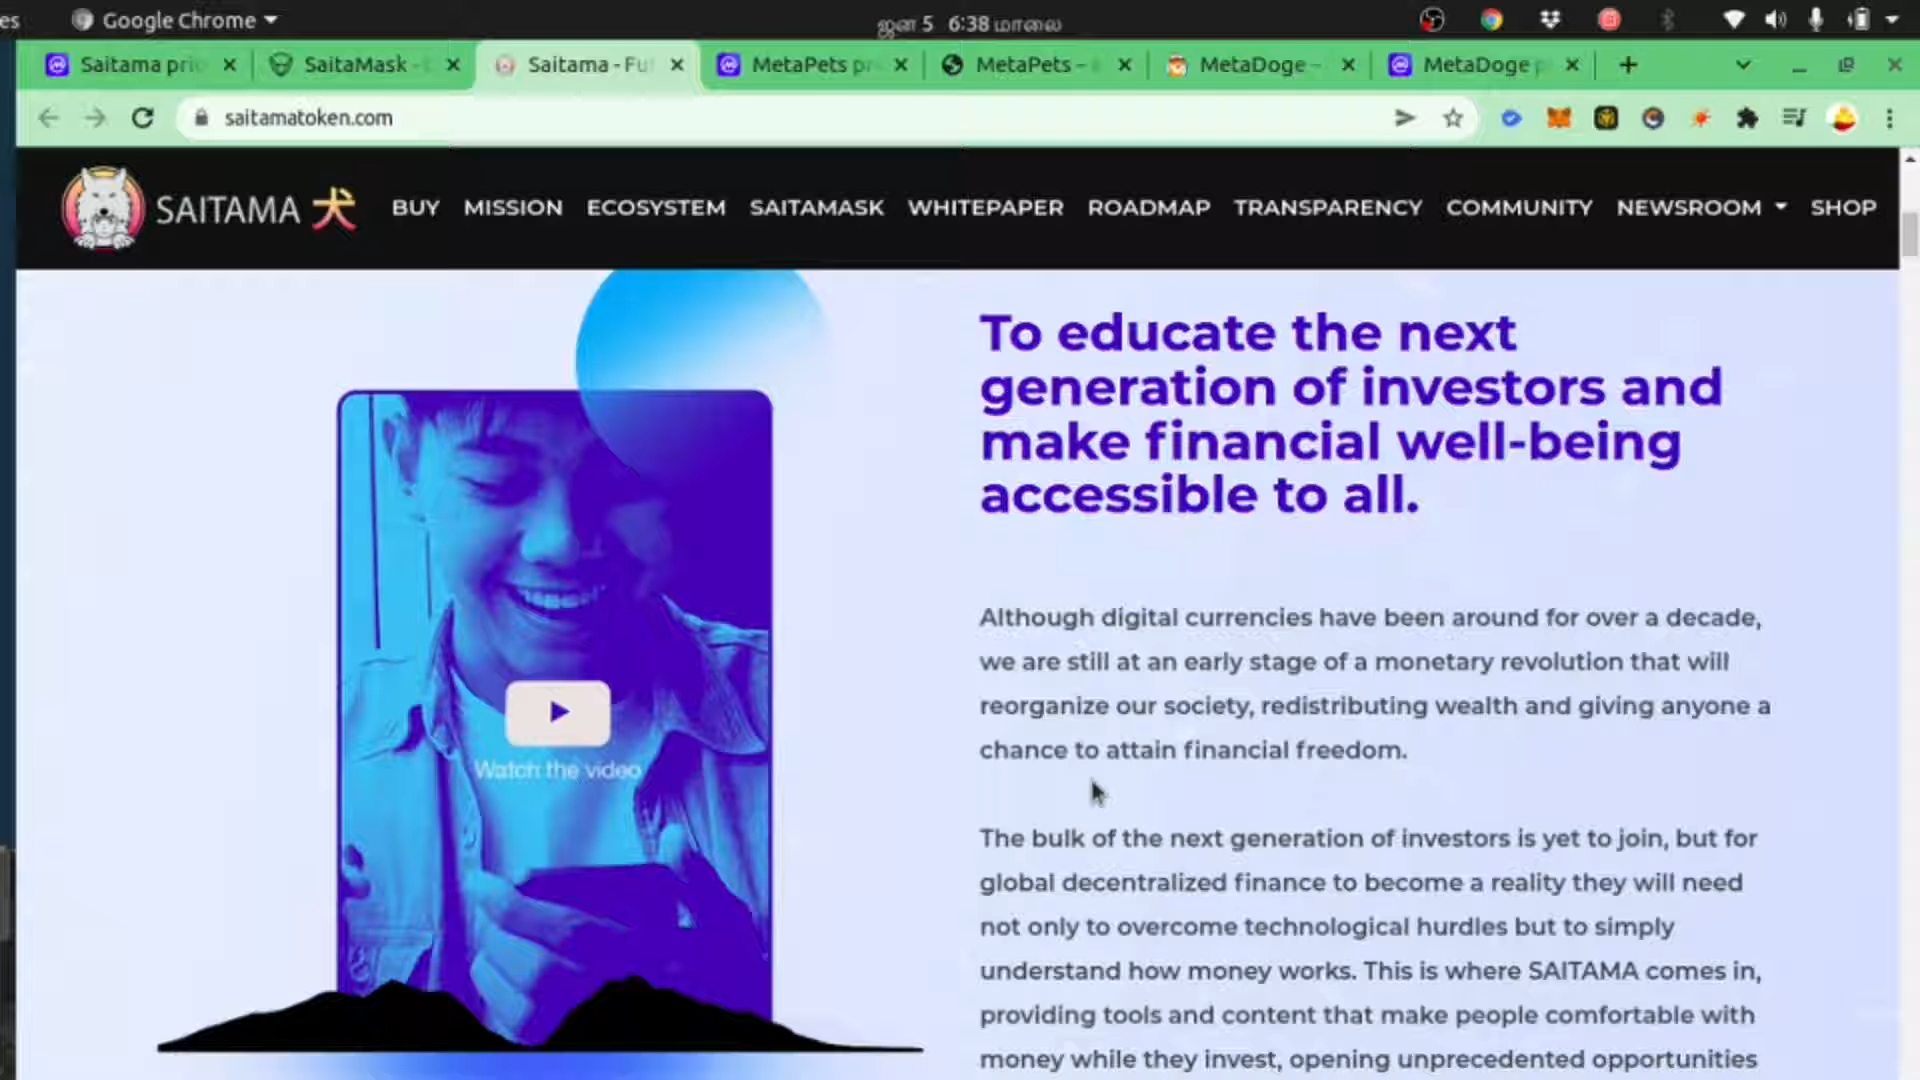 es Google Chrome
ஜன 5 6:38 மாலை
Saitama pric
SaitaMask -
Saitama - Fu
MetaPets pr
MetaPets -
MetaDoge -
MetaDoge p
saitamatoken.com
SAITAMA 犬 BUY MISSION ECOSYSTEM SAITAMASK WHITEPAPER ROADMAP TRANSPARENCY COMMUNITY NEWSROOM SHOP
To educate the next
generation of investors and
make financial well-being
accessible to all.
Although digital currencies have been around for over a decade,
we are still at an early stage of a monetary revolution that will
reorganize our society, redistributing wealth and giving anyone a
chance to attain financial freedom.
Watch the video
The bulk of the next generation of investors is yet to join, but for
global decentralized finance to become a reality they will need
not only to overcome technological hurdles but to simply
understand how money works. This is where SAITAMA comes in,
providing tools and content that make people comfortable with
money while they invest, opening unprecedented opportunities